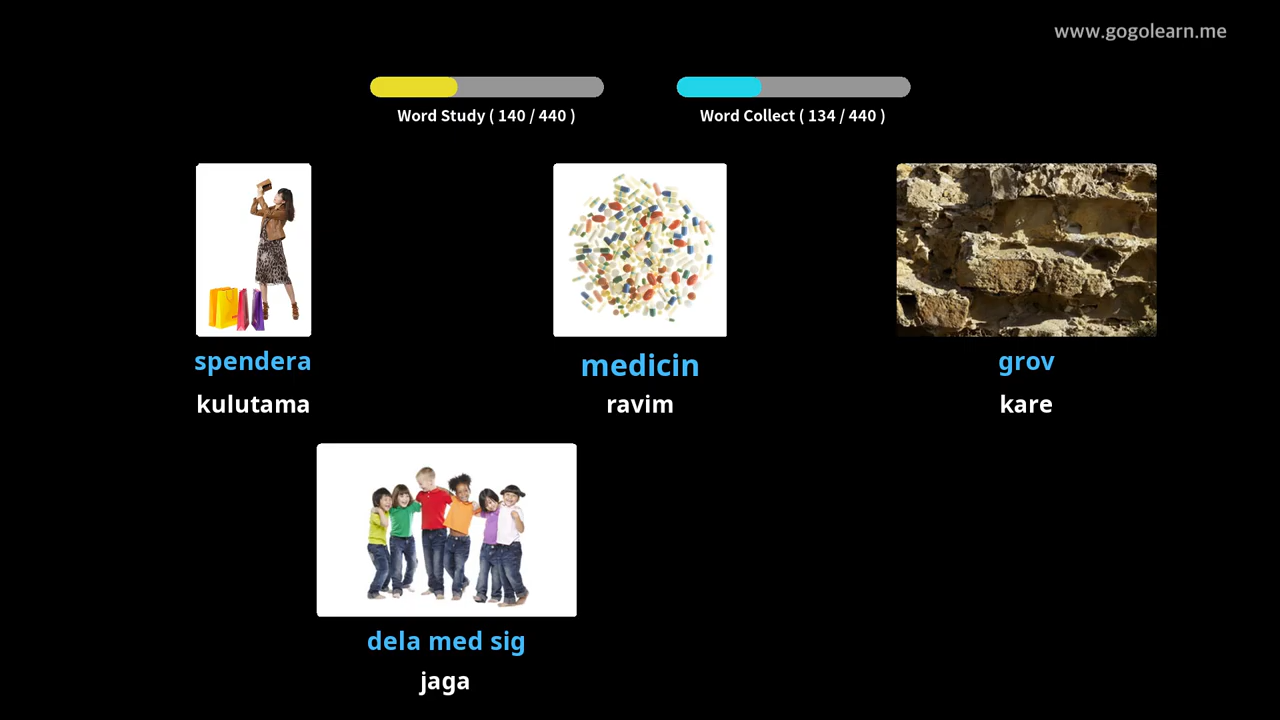 www.gogolearn.me
Word Study ( 140 / 440 )
Word Collect ( 134 / 440 )
spendera
kulutama
medicin
ravim
grov
kare
dela med sig
jaga